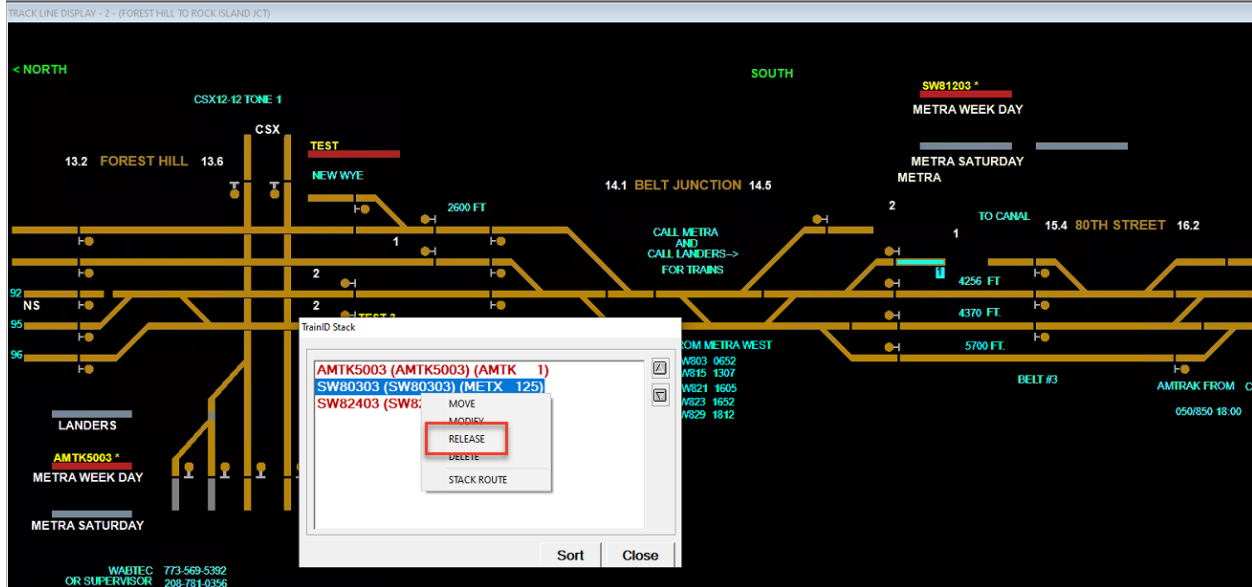 TRACK LINE DISPLAY - 2 - (FOREST HILL TO ROCK ISLAND JCT)
< NORTH
SOUTH
SW81203 *
METRA WEEK DAY
CSX12-12 TONE 1
CSX
TEST
METRA SATURDAY
13.2 FOREST HILL 13.6
NEW WYE
METRA
14.1 BELT JUNCTION 14.5
2600 FT
2
TO CANAL
15.4 80TH STREET 16.2
1
CALL METRA
1
AND
CALL LANDERS-->
FOR TRAINS
2
1
4256 FT
92
NS
2
4370 FT.
95
TrainID Stack
5700 FT.
96
AMTK5003 (AMTK5003) (AMTK 1)
SW80303 (SW80303) (METX 125)
SW82403 (SW82
MOVE
MODIFY
RELEASE
DELETE
STACK ROUTE
Sort
Close
OM METRA WEST
W803 0652
W815 1307
W821 1605
W823 1652
W829 1812
BELT #3
AMTRAK FROM C
050/850 18:00
LANDERS
AMTK5003 *
METRA WEEK DAY
METRA SATURDAY
WABTEC 773-569-5392
OR SUPERVISOR 208-781-0356